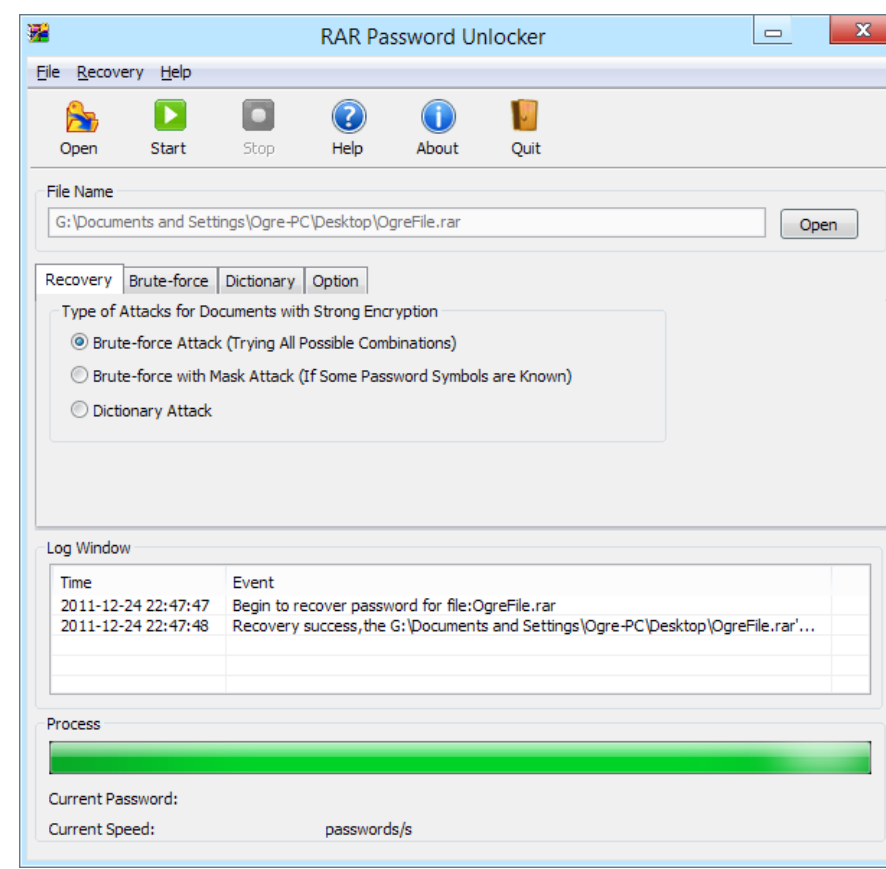 RAR Password Unlocker
File Recovery Help
Open Start Stop Help About Quit
File Name
G:\Documents and Settings\Ogre-PC\Desktop\OgreFile.rar Open
Recovery Brute-force Dictionary Option
Type of Attacks for Documents with Strong Encryption
Brute-force Attack (Trying All Possible Combinations)
Brute-force with Mask Attack (If Some Password Symbols are Known)
Dictionary Attack
Log Window
Time Event
2011-12-24 22:47:47 Begin to recover password for file:OgreFile.rar
2011-12-24 22:47:48 Recovery success,the G:\Documents and Settings\Ogre-PC\Desktop\OgreFile.rar'...
Process
Current Password:
Current Speed: passwords/s